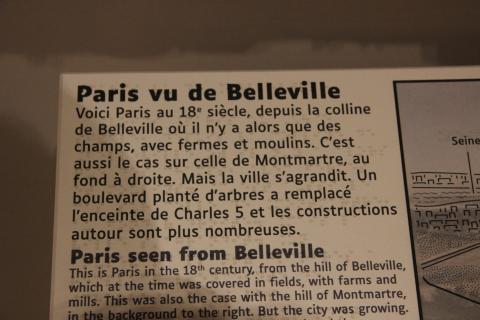 Paris vu de Belleville
Voici Paris au 18e siècle, depuis la colline
de Belleville où il n'y a alors que des
champs, avec fermes et moulins. C'est
aussi le cas sur celle de Montmartre, au
fond à droite. Mais la ville s'agrandit. Un
boulevard planté d'arbres a remplacé
l'enceinte de Charles 5 et les constructions
autour sont plus nombreuses.
Paris seen from Belleville
This is Paris in the 18th century, from the hill of Belleville,
which at the time was covered in fields, with farms and
mills. This was also the case with the hill of Montmartre,
in the background to the right. But the city was growing.
Seine